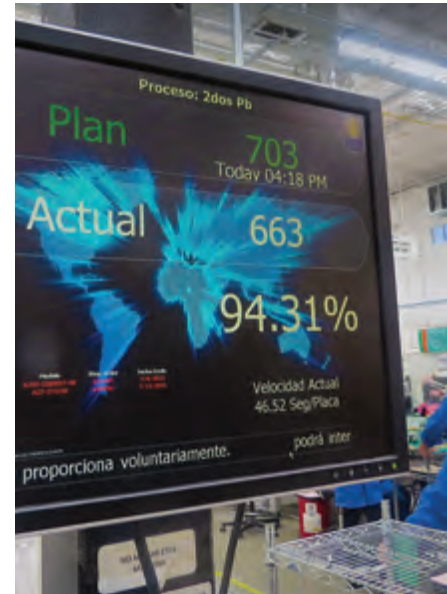 Proceso: 2dos Pb
Plan
703
Today 04:18 PM
Actual
663
94.31%
Velocidad Actual
46.52 Seg/Placa
proporciona voluntariamente.
podrá inter